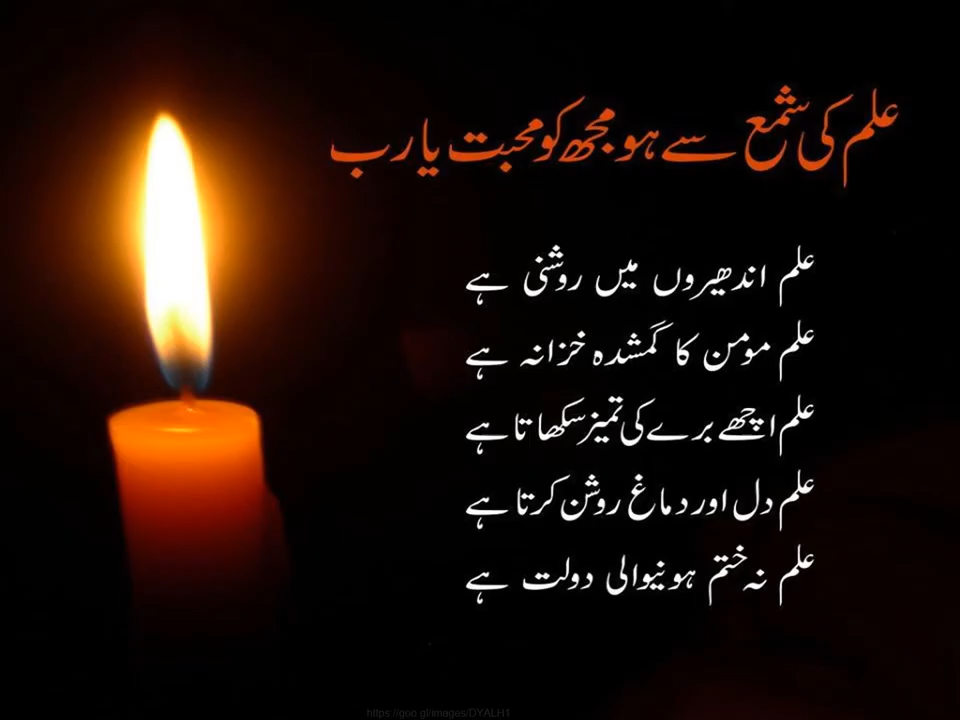 علم کی شمع سے ہو مجھ کو محبت یا رب
علم اندھیروں میں روشنی ہے
علم مومن کا گمشدہ خزانہ ہے
علم اچھے برے کی تمیز سکھاتا ہے
علم دل اور دماغ روشن کرتا ہے
علم نہ ختم ہونیوالی دولت ہے
https://goo.gl/images/DYALH1